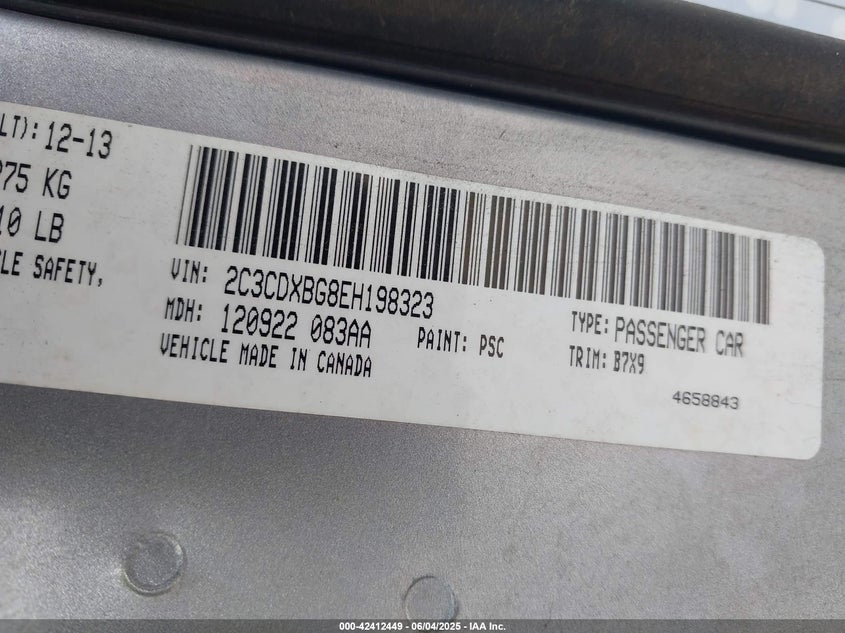 LT): 12-13
275 KG
10 LB
CLE SAFETY,
VIN: 2C3CDXBG8EH198323
MDH: 120922 083AA
PAINT: PSC
VEHICLE MADE IN CANADA
TYPE: PASSENGER CAR
TRIM: B7X9
4658843
000-42412449 - 06/04/2025 - IAA Inc.